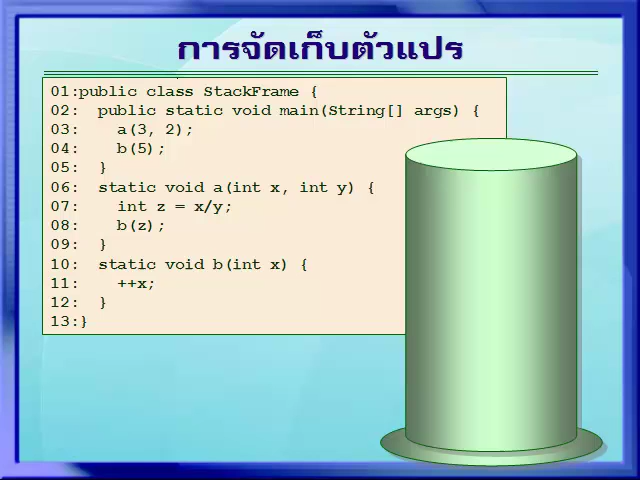 การจัดเก็บตัวแปร
01:public class StackFrame {
02:  public static void main(String[] args) {
03:    a(3, 2);
04:    b(5);
05:  }
06:  static void a(int x, int y) {
07:    int z = x/y;
08:    b(z);
09:  }
10:  static void b(int x) {
11:    ++x;
12:  }
13:}